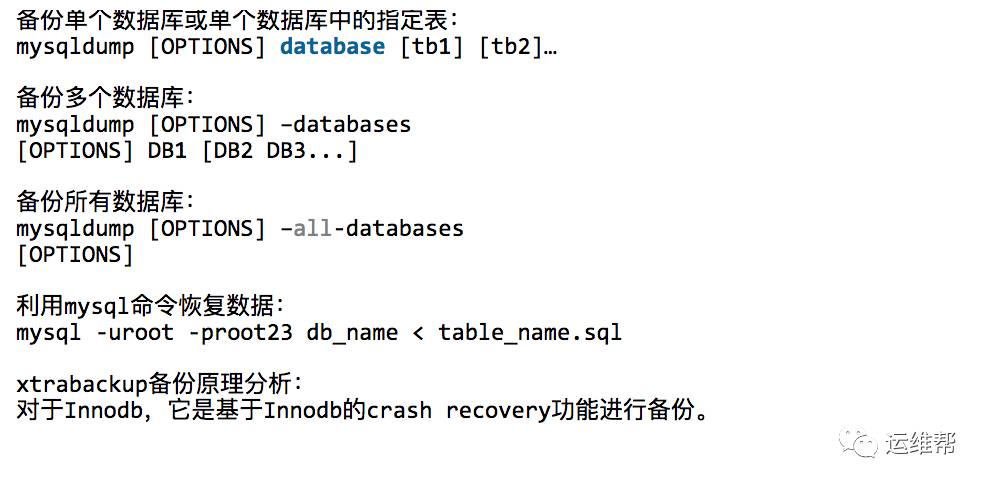 备份单个数据库或单个数据库中的指定表：
mysqldump [OPTIONS] database [tb1] [tb2]…
备份多个数据库：
mysqldump [OPTIONS] –databases
[OPTIONS] DB1 [DB2 DB3...]
备份所有数据库：
mysqldump [OPTIONS] –all-databases
[OPTIONS]
利用mysql命令恢复数据：
mysql -uroot -proot23 db_name < table_name.sql
xtrabackup备份原理分析：
对于Innodb，它是基于Innodb的crash recovery功能进行备份。
运维帮